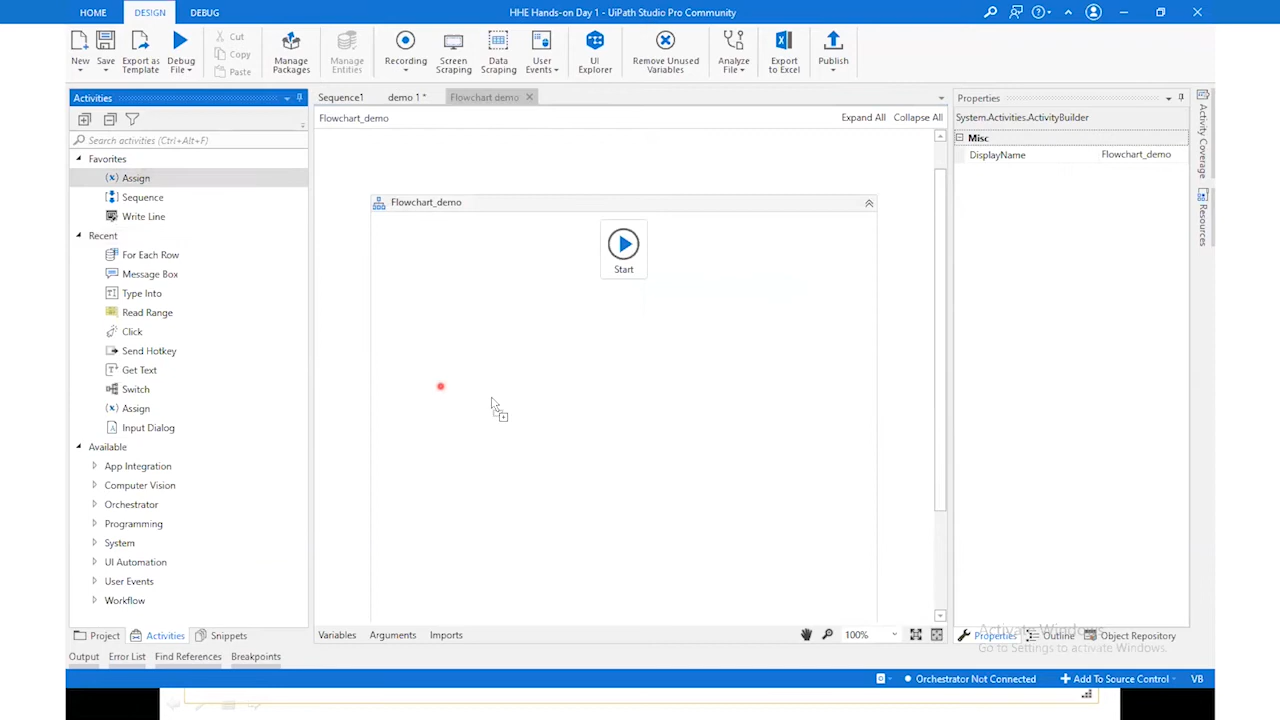 HOME DESIGN DEBUG HHE Hands-on Day 1 - UiPath Studio Pro Community
New Save Export as Template Debug File Cut Copy Paste Manage Packages Manage Entities Recording Screen Scraping Data Scraping User Events UI Explorer Remove Unused Variables Analyze File Export to Excel Publish
Activities
Search activities (Ctrl+Alt+F)
Favorites
Assign
Sequence
Write Line
Recent
For Each Row
Message Box
Type Into
Read Range
Click
Send Hotkey
Get Text
Switch
Assign
Input Dialog
Available
App Integration
Computer Vision
Orchestrator
Programming
System
UI Automation
User Events
Workflow
Project Activities Snippets
Sequence1 demo 1 * Flowchart demo
Flowchart_demo Expand All Collapse All
Flowchart_demo
Start
Variables Arguments Imports 100%
Properties
System.Activities.ActivityBuilder
Misc
DisplayName Flowchart_demo
Activity Coverage
Resources
Activate Windows
Go to Settings to activate Windows.
Properties Outline Object Repository
Output Error List Find References Breakpoints
Orchestrator Not Connected Add To Source Control VB